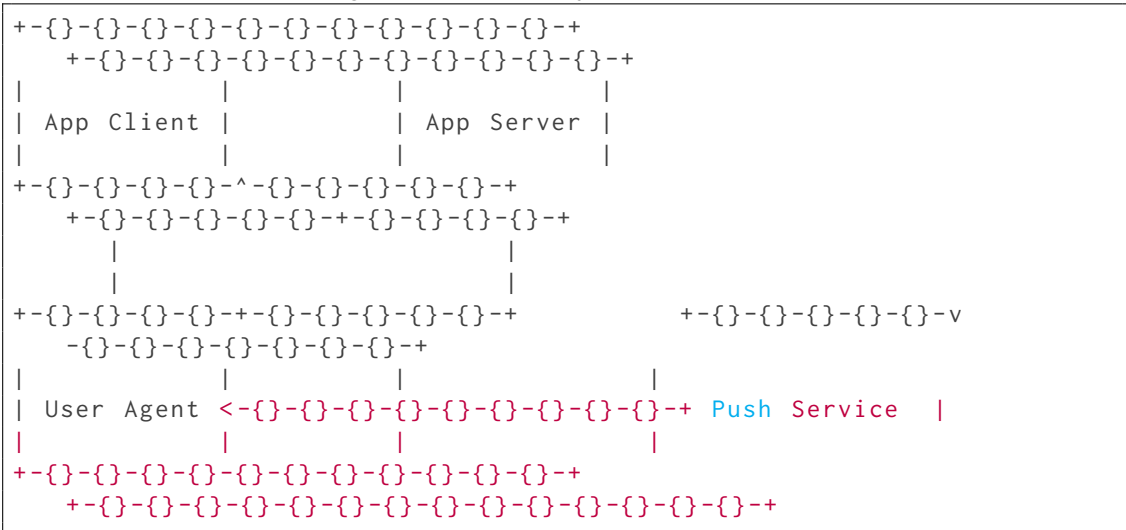 +-{}-{}-{}-{}-{}-{}-{}-{}-{}-{}-+
+-{}-{}-{}-{}-{}-{}-{}-{}-{}-{}-+
| | | |
| App Client | | App Server |
| | | |
+-{}-{}-{}-{}-^-{}-{}-{}-{}-{}-+
+-{}-{}-{}-{}-{}-+-{}-{}-{}-{}-+
| |
| |
+-{}-{}-{}-{}-+-{}-{}-{}-{}-{}-+ +-{}-{}-{}-{}-{}-v
-{}-{}-{}-{}-{}-{}-{}-+
| | | |
| User Agent <-{}-{}-{}-{}-{}-{}-{}-{}-{}-+ Push Service |
| | | |
+-{}-{}-{}-{}-{}-{}-{}-{}-{}-{}-+
+-{}-{}-{}-{}-{}-{}-{}-{}-{}-{}-{}-{}-{}-+